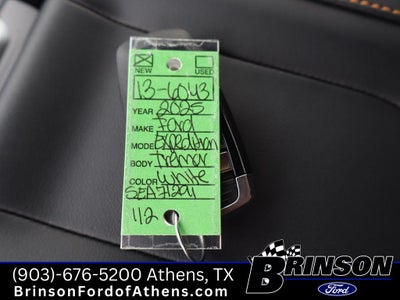 NEW USED
13-6043
YEAR 2025
MAKE Ford
MODEL Expedition
BODY Tremor
COLOR White
SEA71291
112
(903)-676-5200 Athens, TX
BrinsonFordofAthens.com
BRINSON
Ford